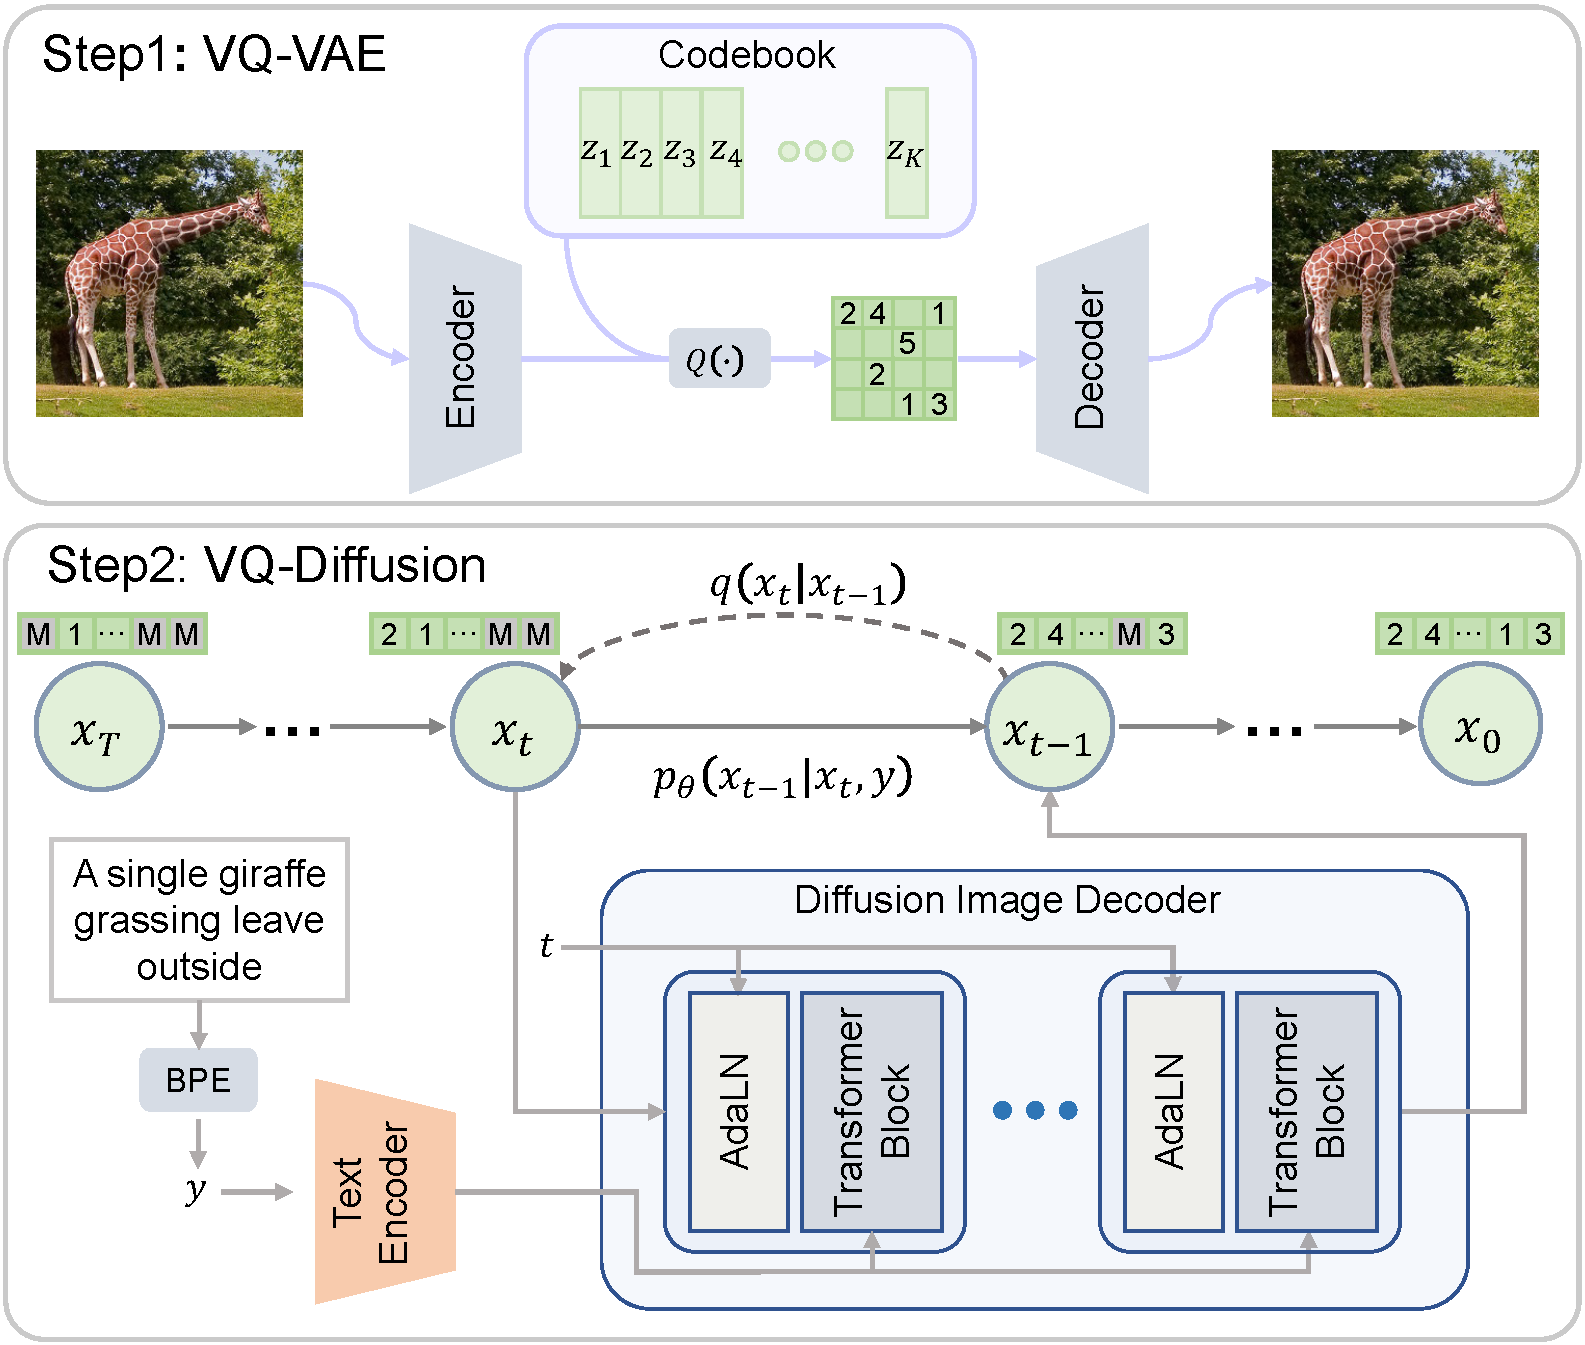 Step1: VQ-VAE
Codebook
z_1 z_2 z_3 z_4 z_K
Encoder
Q(·)
2 4 1
5
2
1 3
Decoder
Step2: VQ-Diffusion
q(x_t|x_{t−1})
M 1 ⋯ M M
2 1 ⋯ M M
2 4 ⋯ M 3
2 4 ⋯ 1 3
x_T
x_t
x_{t−1}
x_0
p_θ(x_{t−1}|x_t, y)
A single giraffe
grassing leave
outside
BPE
y
Text
Encoder
Diffusion Image Decoder
t
AdaLN
Transformer
Block
AdaLN
Transformer
Block